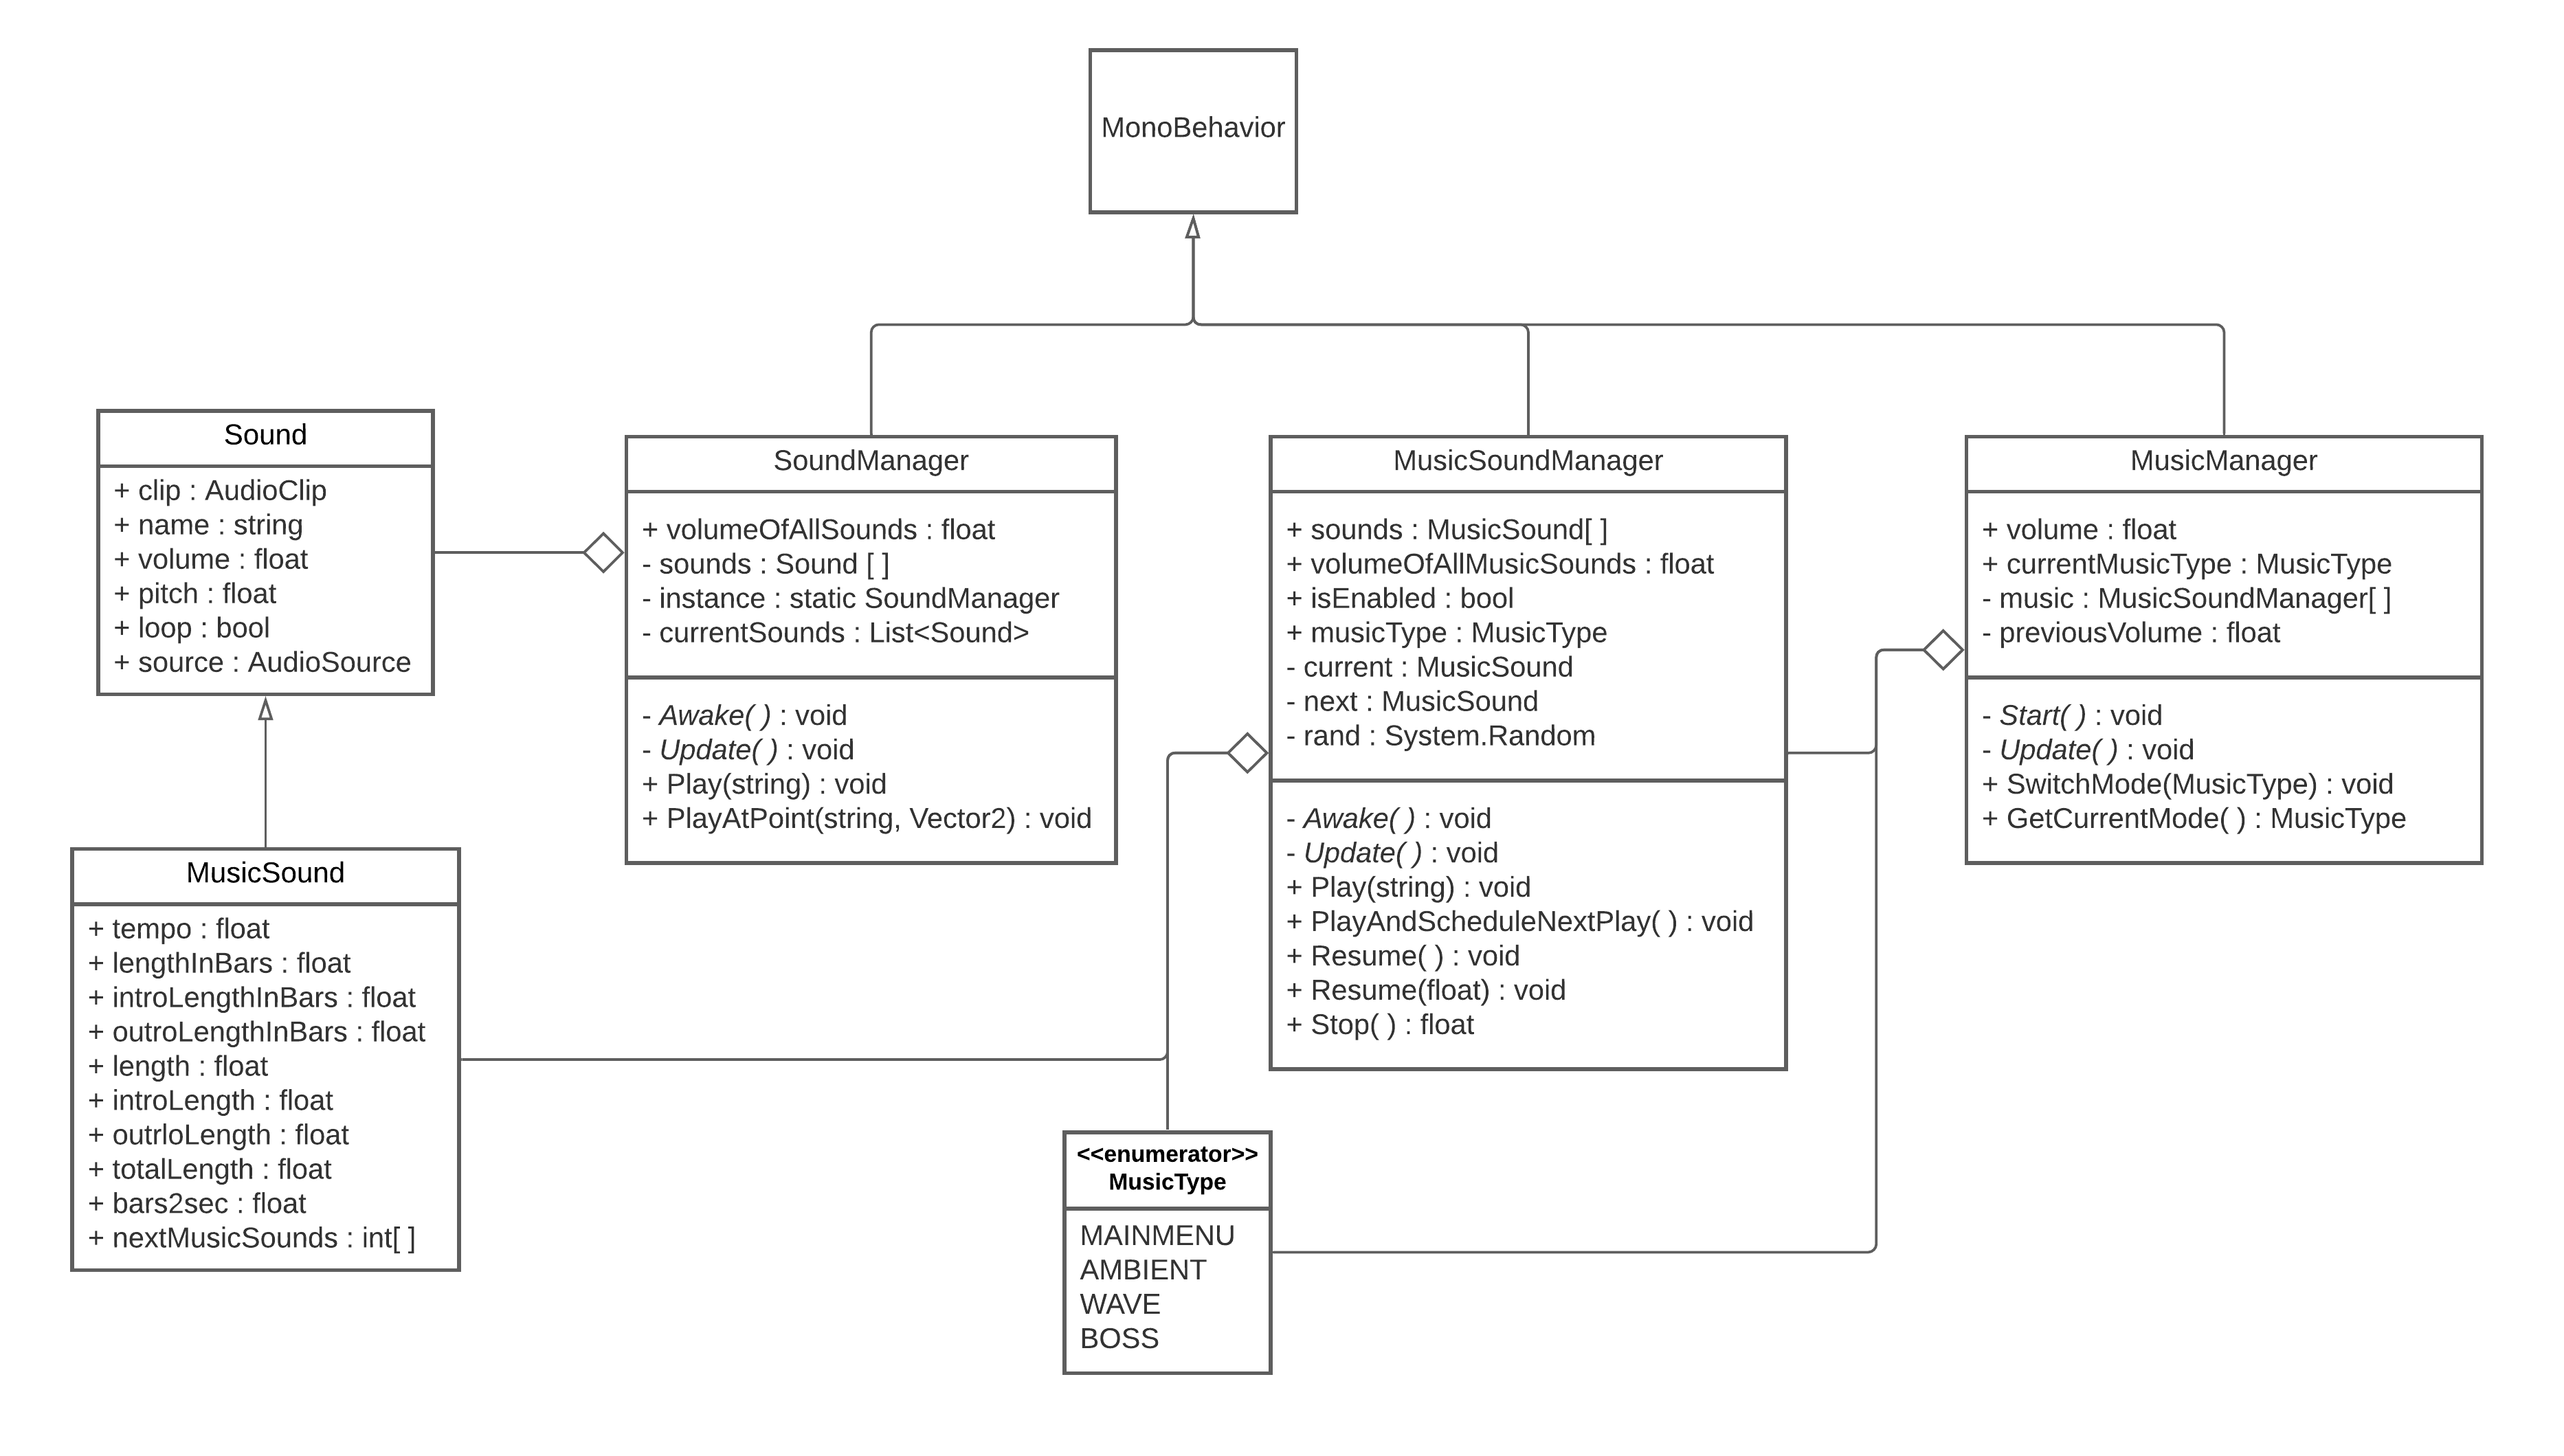 MonoBehavior
Sound
+ clip : AudioClip
+ name : string
+ volume : float
+ pitch : float
+ loop : bool
+ source : AudioSource
SoundManager
+ volumeOfAllSounds : float
- sounds : Sound [ ]
- instance : static SoundManager
- currentSounds : List<Sound>
- Awake( ) : void
- Update( ) : void
+ Play(string) : void
+ PlayAtPoint(string, Vector2) : void
MusicSoundManager
+ sounds : MusicSound[ ]
+ volumeOfAllMusicSounds : float
+ isEnabled : bool
+ musicType : MusicType
- current : MusicSound
- next : MusicSound
- rand : System.Random
- Awake( ) : void
- Update( ) : void
+ Play(string) : void
+ PlayAndScheduleNextPlay( ) : void
+ Resume( ) : void
+ Resume(float) : void
+ Stop( ) : float
MusicManager
+ volume : float
+ currentMusicType : MusicType
- music : MusicSoundManager[ ]
- previousVolume : float
- Start( ) : void
- Update( ) : void
+ SwitchMode(MusicType) : void
+ GetCurrentMode( ) : MusicType
MusicSound
+ tempo : float
+ lengthInBars : float
+ introLengthInBars : float
+ outroLengthInBars : float
+ length : float
+ introLength : float
+ outrloLength : float
+ totalLength : float
+ bars2sec : float
+ nextMusicSounds : int[ ]
<<enumerator>>
MusicType
MAINMENU
AMBIENT
WAVE
BOSS